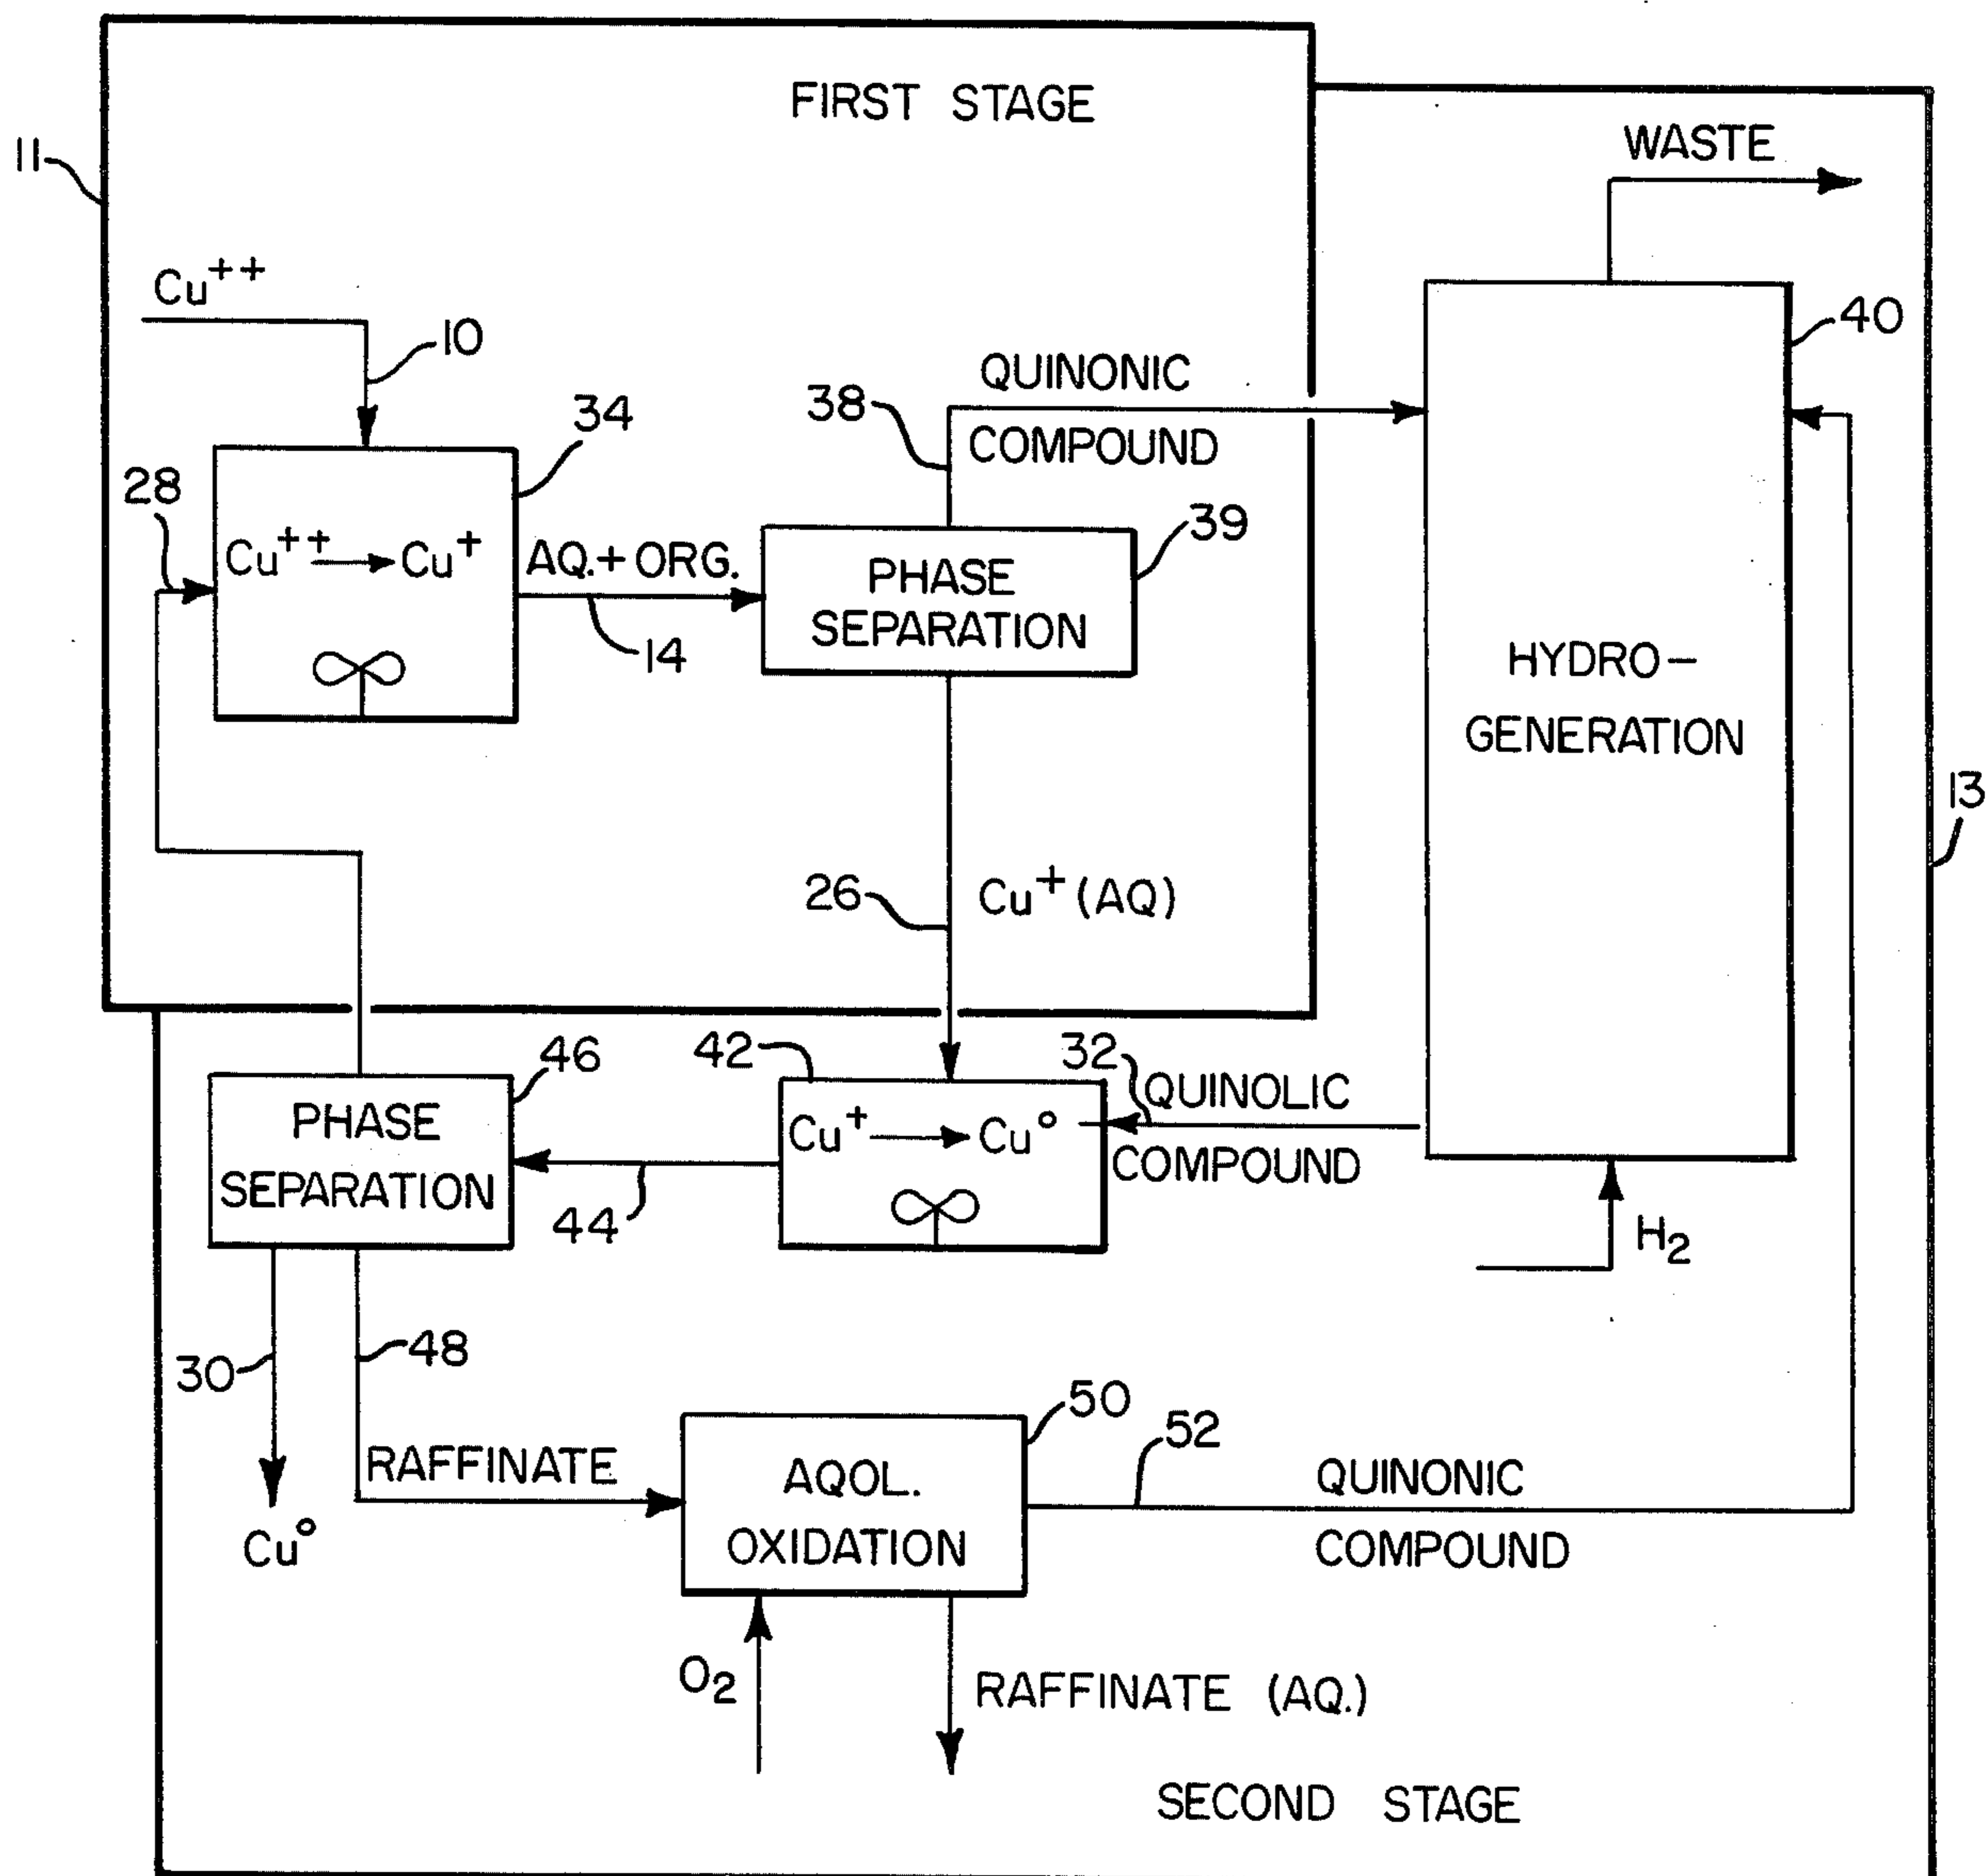 FIRST STAGE
11
WASTE
Cu++
10
40
QUINONIC
COMPOUND
38
34
28
Cu++ → Cu+
AQ.+ ORG.
14
39
PHASE
SEPARATION
HYDRO-
GENERATION
13
26
Cu+ (AQ)
46
42
32
PHASE
SEPARATION
Cu+ → Cu°
QUINOLIC
COMPOUND
44
H2
30
48
RAFFINATE
50
52
AQOL.
OXIDATION
QUINONIC
COMPOUND
Cu°
O2
RAFFINATE (AQ.)
SECOND STAGE